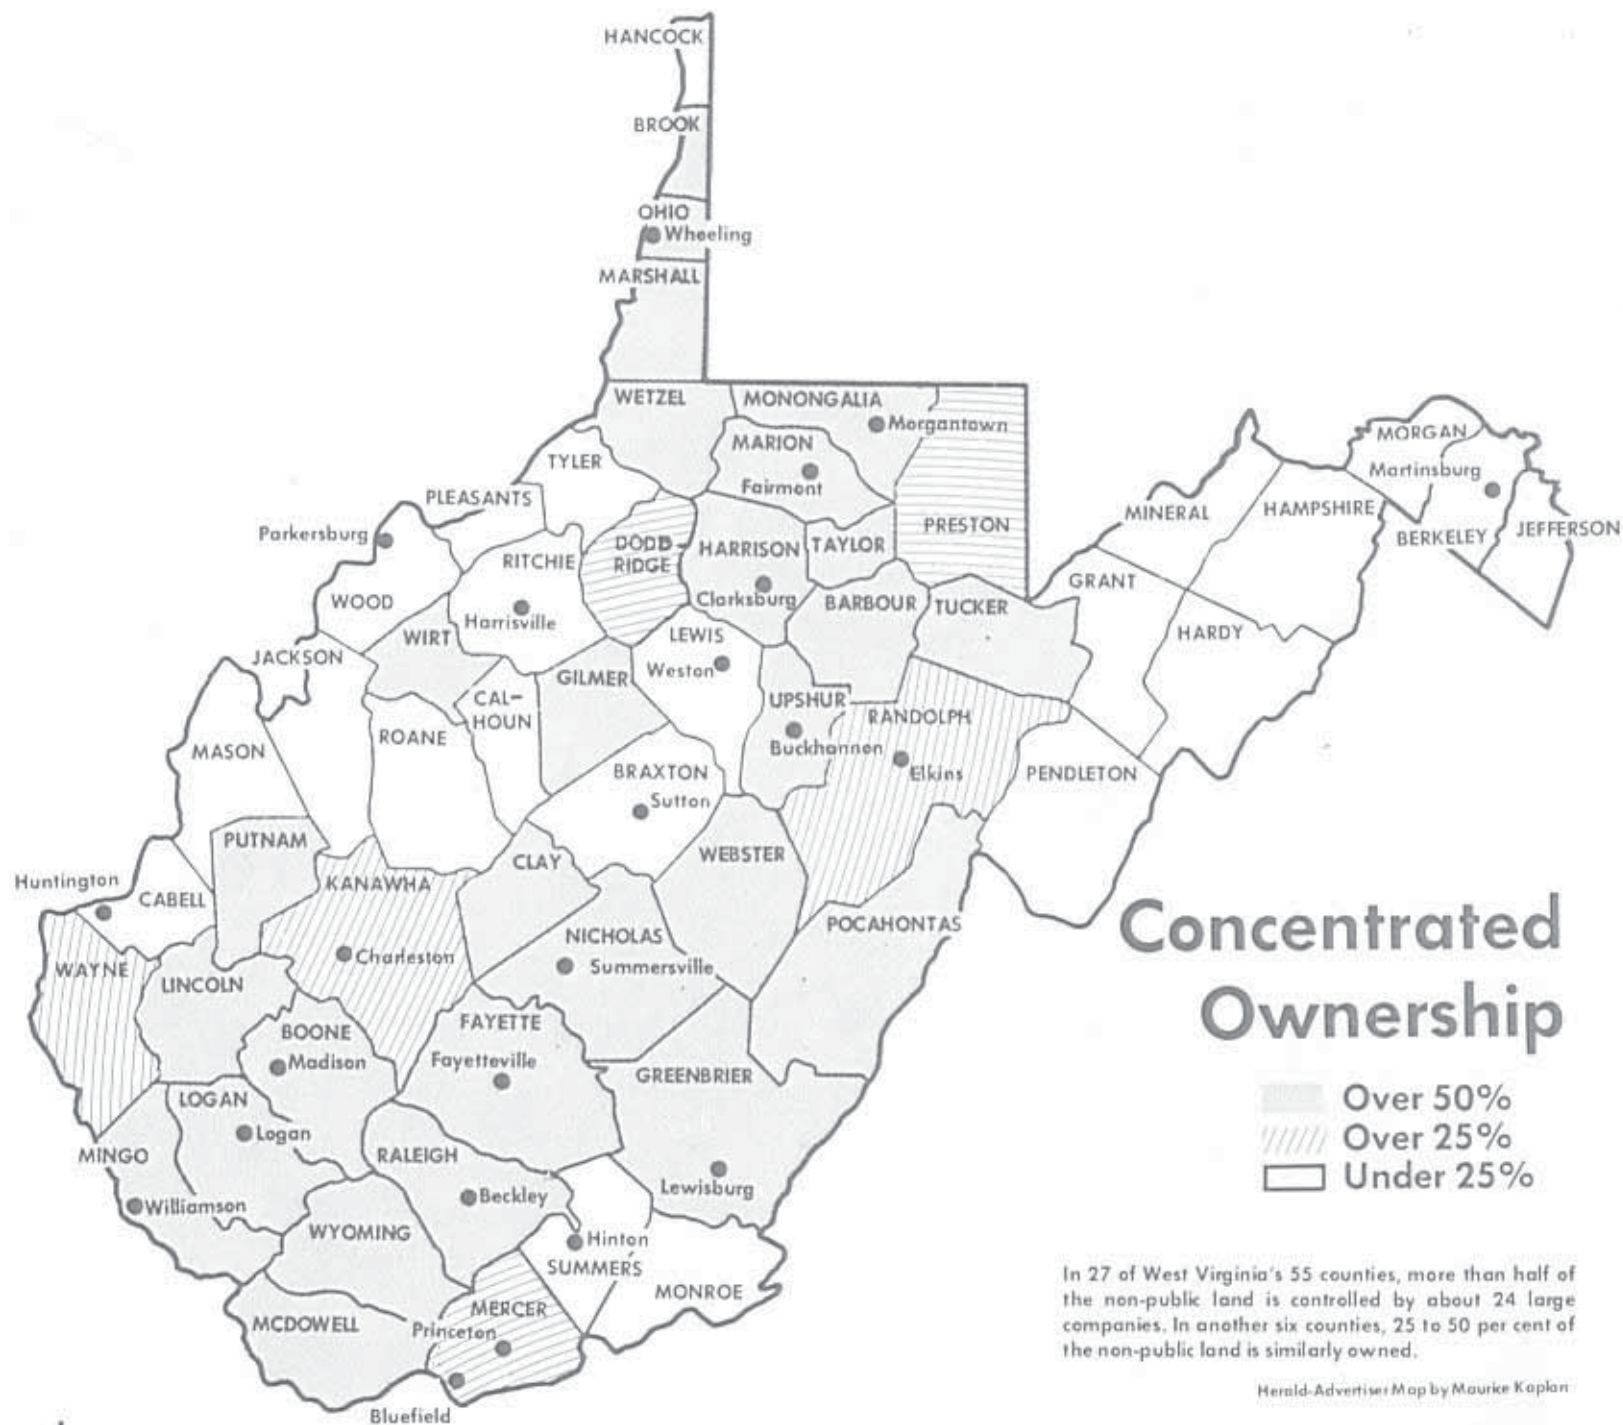 HANCOCK
BROOK
OHIO
Wheeling
MARSHALL
WETZEL
MONONGALIA
Morgantown
MARION
Fairmont
TYLER
PLEASANTS
Parkersburg
PRESTON
DODD-
RIDGE
HARRISON
TAYLOR
RITCHIE
Harrisville
WOOD
Clarksburg
BARBOUR
TUCKER
MINERAL
HAMPSHIRE
MORGAN
Martinsburg
BERKELEY
JEFFERSON
GRANT
HARDY
WIRT
LEWIS
Weston
JACKSON
GILMER
CAL-
HOUN
UPSHUR
Buckhannon
RANDOLPH
Elkins
PENDLETON
MASON
ROANE
BRAXTON
Sutton
PUTNAM
CLAY
WEBSTER
Huntington
CABELL
KANAWHA
Charleston
NICHOLAS
Summersville
POCAHONTAS
WAYNE
LINCOLN
BOONE
Madison
FAYETTE
Fayetteville
GREENBRIER
Lewisburg
LOGAN
Logan
MINGO
Williamson
RALEIGH
Beckley
WYOMING
Hinton
SUMMERS
MONROE
MCDOWELL
MERCER
Princeton
Bluefield
Concentrated
Ownership
Over 50%
Over 25%
Under 25%
In 27 of West Virginia's 55 counties, more than half of
the non-public land is controlled by about 24 large
companies. In another six counties, 25 to 50 per cent of
the non-public land is similarly owned.
Herald-Advertiser Map by Maurice Kaplan